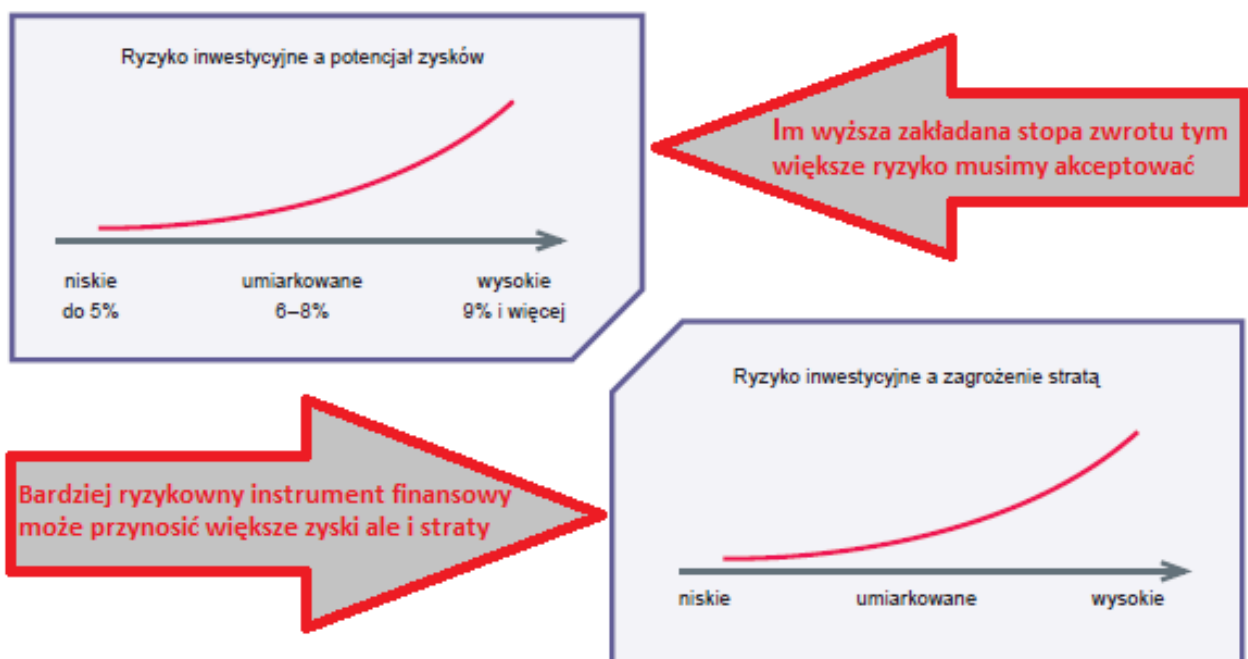 Ryzyko inwestycyjne a potencjał zysków
niskie umiarkowane wysokie
do 5% 6–8% 9% i więcej
Im wyższa zakładana stopa zwrotu tym
większe ryzyko musimy akceptować
Bardziej ryzykowny instrument finansowy
może przynosić większe zyski ale i straty
Ryzyko inwestycyjne a zagrożenie stratą
niskie umiarkowane wysokie